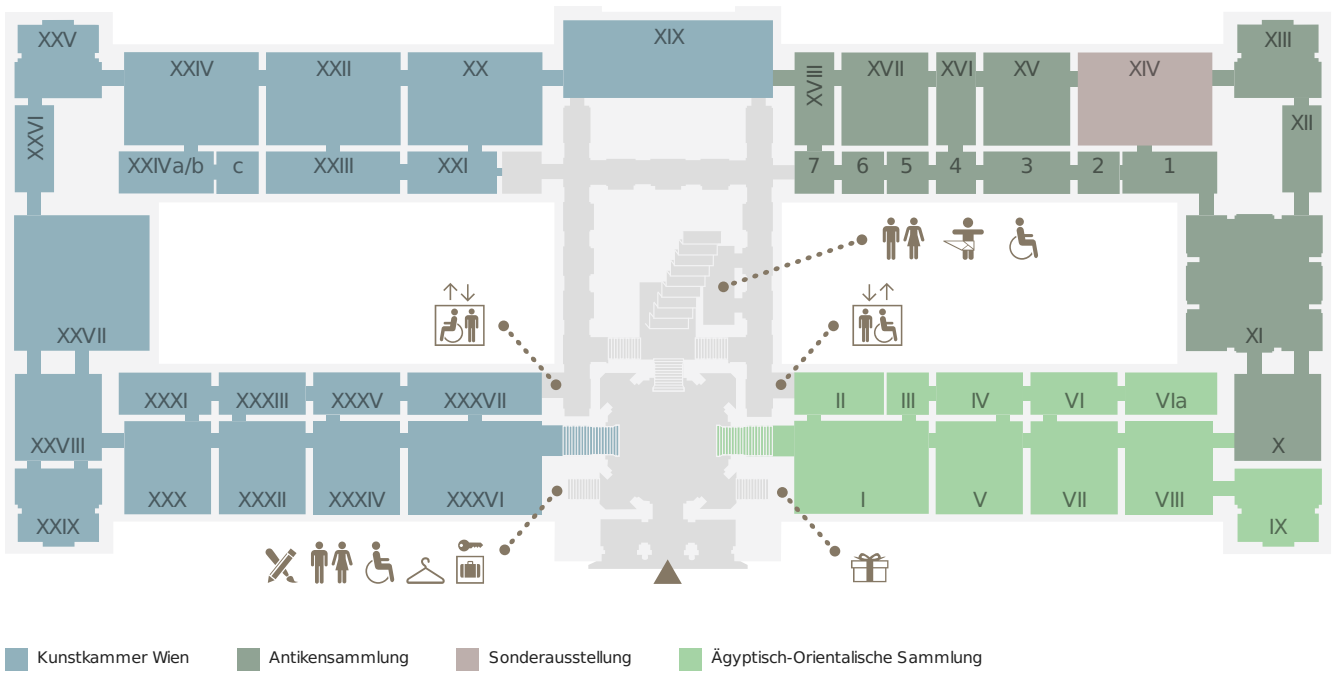 XXV XXIV XXII XX XIX XVIII XVII XVI XV XIV XIII
XXVI XXIVa/b c XXIII XXI 7 6 5 4 3 2 1 XII
XXVII XI
XXXI XXXIII XXXV XXXVII II III IV VI VIa
XXVIII X
XXX XXXII XXXIV XXXVI I V VII VIII
XXIX IX
Kunstkammer Wien Antikensammlung Sonderausstellung Ägyptisch-Orientalische Sammlung